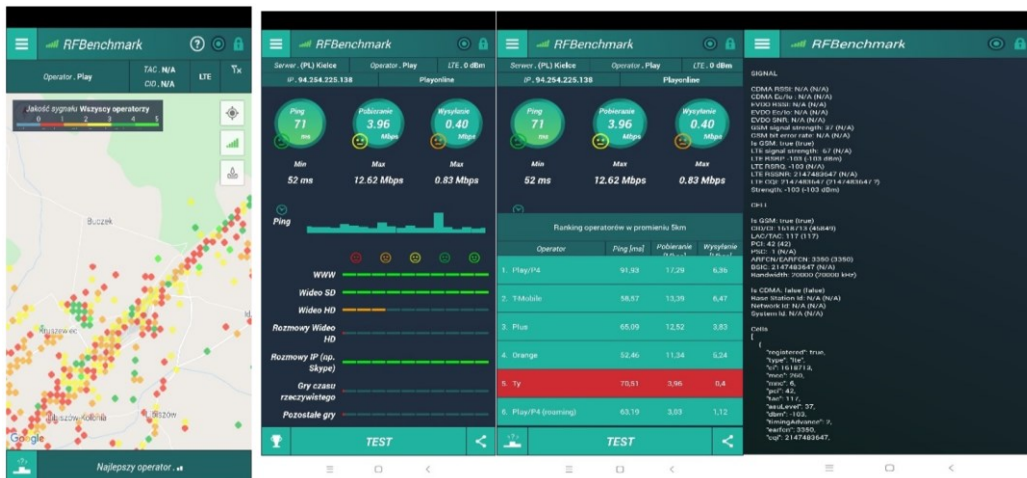 RFBenchmark
Operator . Play
TAC . N/A
CID . N/A
LTE
Tx
Jakość sygnału Wszyscy operatorzy
0 1 2 3 4 5
Buczek
Kruszewiec
Kolonia
Google
Najlepszy operator .
RFBenchmark
Serwer . (PL) Kielce
Operator . Play
LTE . 0 dBm
IP . 94.254.225.138
Playonline
Ping
71
ms
Pobieranie
3.96
Mbps
Wysyłanie
0.40
Mbps
Min
Max
Max
52 ms
12.62 Mbps
0.83 Mbps
Ping
WWW
Wideo SD
Wideo HD
Rozmowy Wideo
HD
Rozmowy IP (np.
Skype)
Gry czasu
rzeczywistego
Pozostałe gry
TEST
RFBenchmark
Serwer . (PL) Kielce
Operator . Play
LTE . 0 dBm
IP . 94.254.225.138
Playonline
Ping
71
ms
Pobieranie
3.96
Mbps
Wysyłanie
0.40
Mbps
Min
Max
Max
52 ms
12.62 Mbps
0.83 Mbps
Ranking operatorów w promieniu 5km
Operator Ping [ms] Pobieranie Wysyłanie
1. Play/P4 91,93 17,29 6,36
2. T-Mobile 58,57 13,39 6,47
3. Plus 65,09 12,52 3,83
4. Orange 52,46 11,34 5,24
5. Ty 70,51 3,96 0,4
6. Play/P4 (roaming) 63,19 3,03 1,12
TEST
RFBenchmark
SIGNAL
CDMA RSSI: N/A (N/A)
CDMA Ec/Io : N/A (N/A)
EVDO RSSI: N/A (N/A)
EVDO Ec/Io: N/A (N/A)
EVDO SNR: N/A (N/A)
GSM signal strength: 37 (N/A)
GSM bit error rate: N/A (N/A)
Is GSM: true (true)
LTE signal strength: -67 (N/A)
LTE RSRP: -103 (-103 dBm)
LTE RSRQ: -103 (N/A)
LTE RSSNR: 2147483647 (N/A)
LTE CQI: 2147483647 (2147483647 ?)
Strength: -103 (-103 dBm)
CELL
Is GSM: true (true)
CID/CI: 1618713 (45849)
LAC/TAC: 117 (117)
PCI: 42 (42)
PSC: 1 (N/A)
ARFCN/EARFCN: 3350 (3350)
BSIC: 2147483647 (N/A)
Bandwidth: 20000 (20000 kHz)
Is CDMA: false (false)
Base Station Id: N/A (N/A)
Network Id: N/A (N/A)
System Id: N/A (N/A)
Cells
[
{
"registered": true,
"type": "lte",
"ci": 1618713,
"mcc": 260,
"mnc": 6,
"pci": 42,
"tac": 117,
"asuLevel": 37,
"dbm": -103,
"timingAdvance": 2,
"earfcn": 3350,
"cqi": 2147483647,